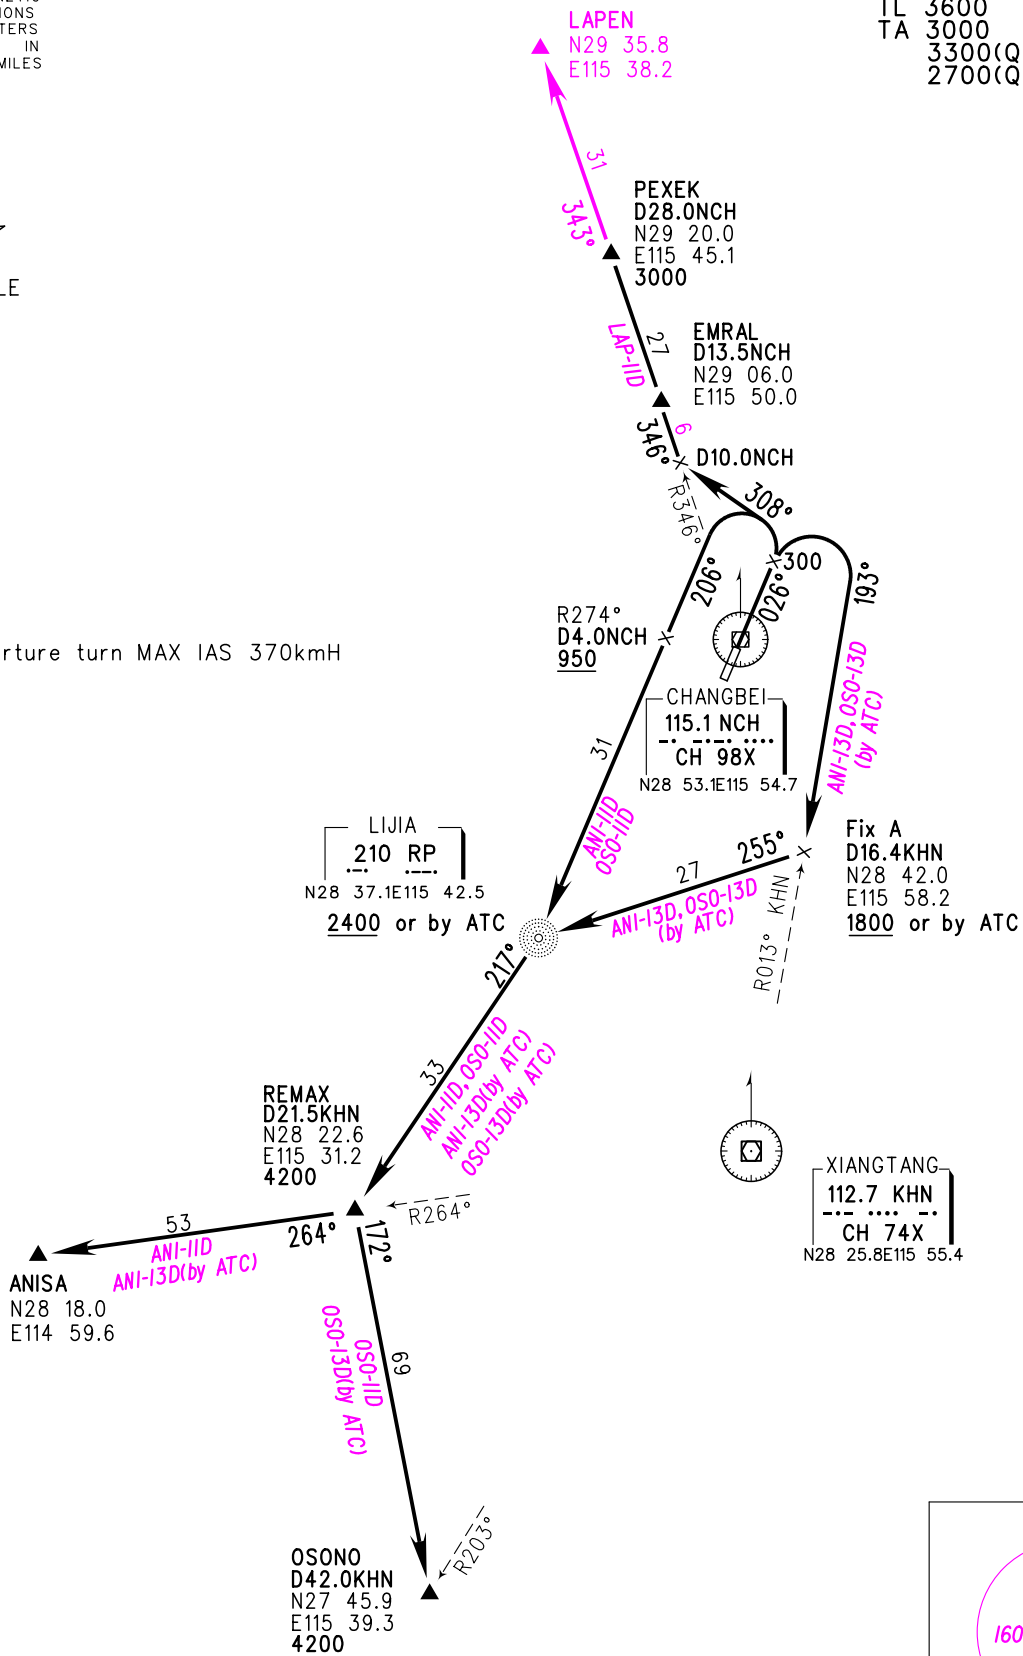 IONS
TERS
IN
MILES
TL 3600
TA 3000
3300(Q
2700(Q
LAPEN
N29 35.8
E115 38.2
31
343°
PEXEK
D28.0NCH
N29 20.0
E115 45.1
3000
LE
27
LAP-11D
EMRAL
D13.5NCH
N29 06.0
E115 50.0
6
346°
D10.0NCH
R346°
308°
300
206°
026°
193°
R274°
D4.0NCH
950
rture turn MAX IAS 370kmH
CHANGBEI
115.1 NCH
CH 98X
N28 53.1E115 54.7
ANI-13D, OSO-13D
(by ATC)
31
ANI-11D
OSO-11D
LIJIA
210 RP
N28 37.1E115 42.5
2400 or by ATC
255°
27
ANI-13D, OSO-13D
(by ATC)
Fix A
D16.4KHN
N28 42.0
E115 58.2
1800 or by ATC
R013° KHN
217°
33
ANI-11D, OSO-11D
ANI-13D(by ATC)
OSO-13D(by ATC)
REMAX
D21.5KHN
N28 22.6
E115 31.2
4200
R264°
XIANGTANG
112.7 KHN
CH 74X
N28 25.8E115 55.4
53
264°
172°
ANI-11D
ANI-13D(by ATC)
ANISA
N28 18.0
E114 59.6
OSO-11D
OSO-13D(by ATC)
69
R203°
OSONO
D42.0KHN
N27 45.9
E115 39.3
4200
160